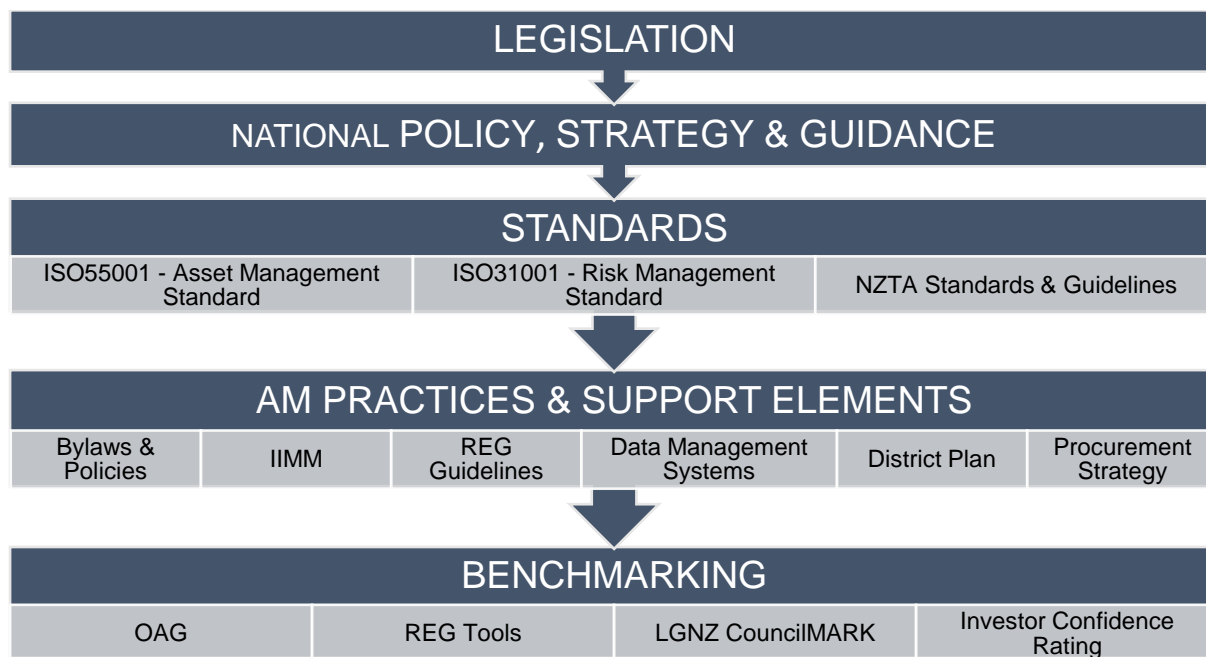 LEGISLATION
NATIONAL POLICY, STRATEGY & GUIDANCE
STANDARDS
ISO55001 - Asset Management
Standard
ISO31001 - Risk Management
Standard
NZTA Standards & Guidelines
AM PRACTICES & SUPPORT ELEMENTS
Bylaws &
Policies
IIMM
REG
Guidelines
Data Management
Systems
District Plan
Procurement
Strategy
BENCHMARKING
OAG
REG Tools
LGNZ CouncilMARK
Investor Confidence
Rating